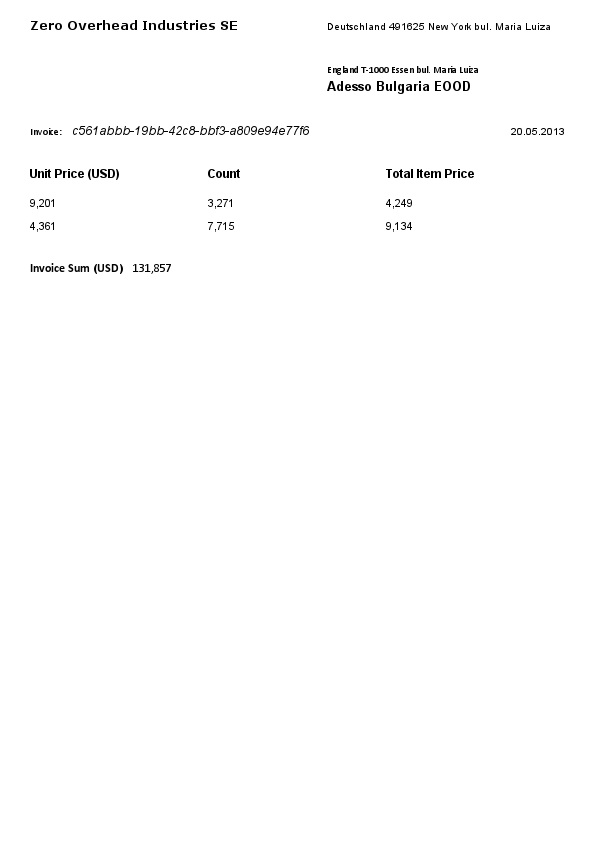 Zero Overhead Industries SE Deutschland 491625 New York bul. Maria Luiza
England T-1000 Essen bul. Maria Luiza
Adesso Bulgaria EOOD
Invoice: c561abbb-19bb-42c8-bbf3-a809e94e77f6 20.05.2013
Unit Price (USD) Count Total Item Price
9,201 3,271 4,249
4,361 7,715 9,134
Invoice Sum (USD) 131,857